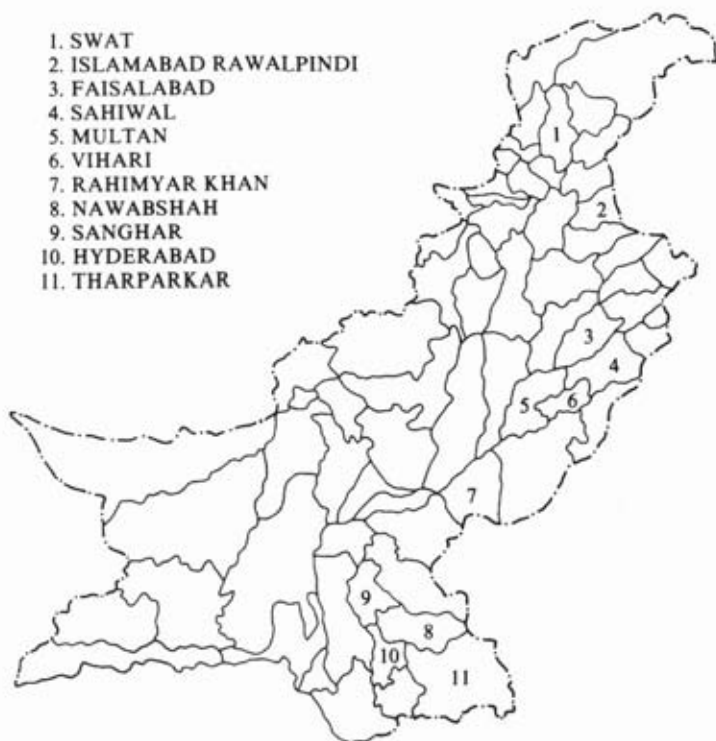 1. SWAT
2. ISLAMABAD RAWALPINDI
3. FAISALABAD
4. SAHIWAL
5. MULTAN
6. VIHARI
7. RAHIMYAR KHAN
8. NAWABSHAH
9. SANGHAR
10. HYDERABAD
11. THARPARKAR
1
2
3
4
5
6
7
9
8
10
11